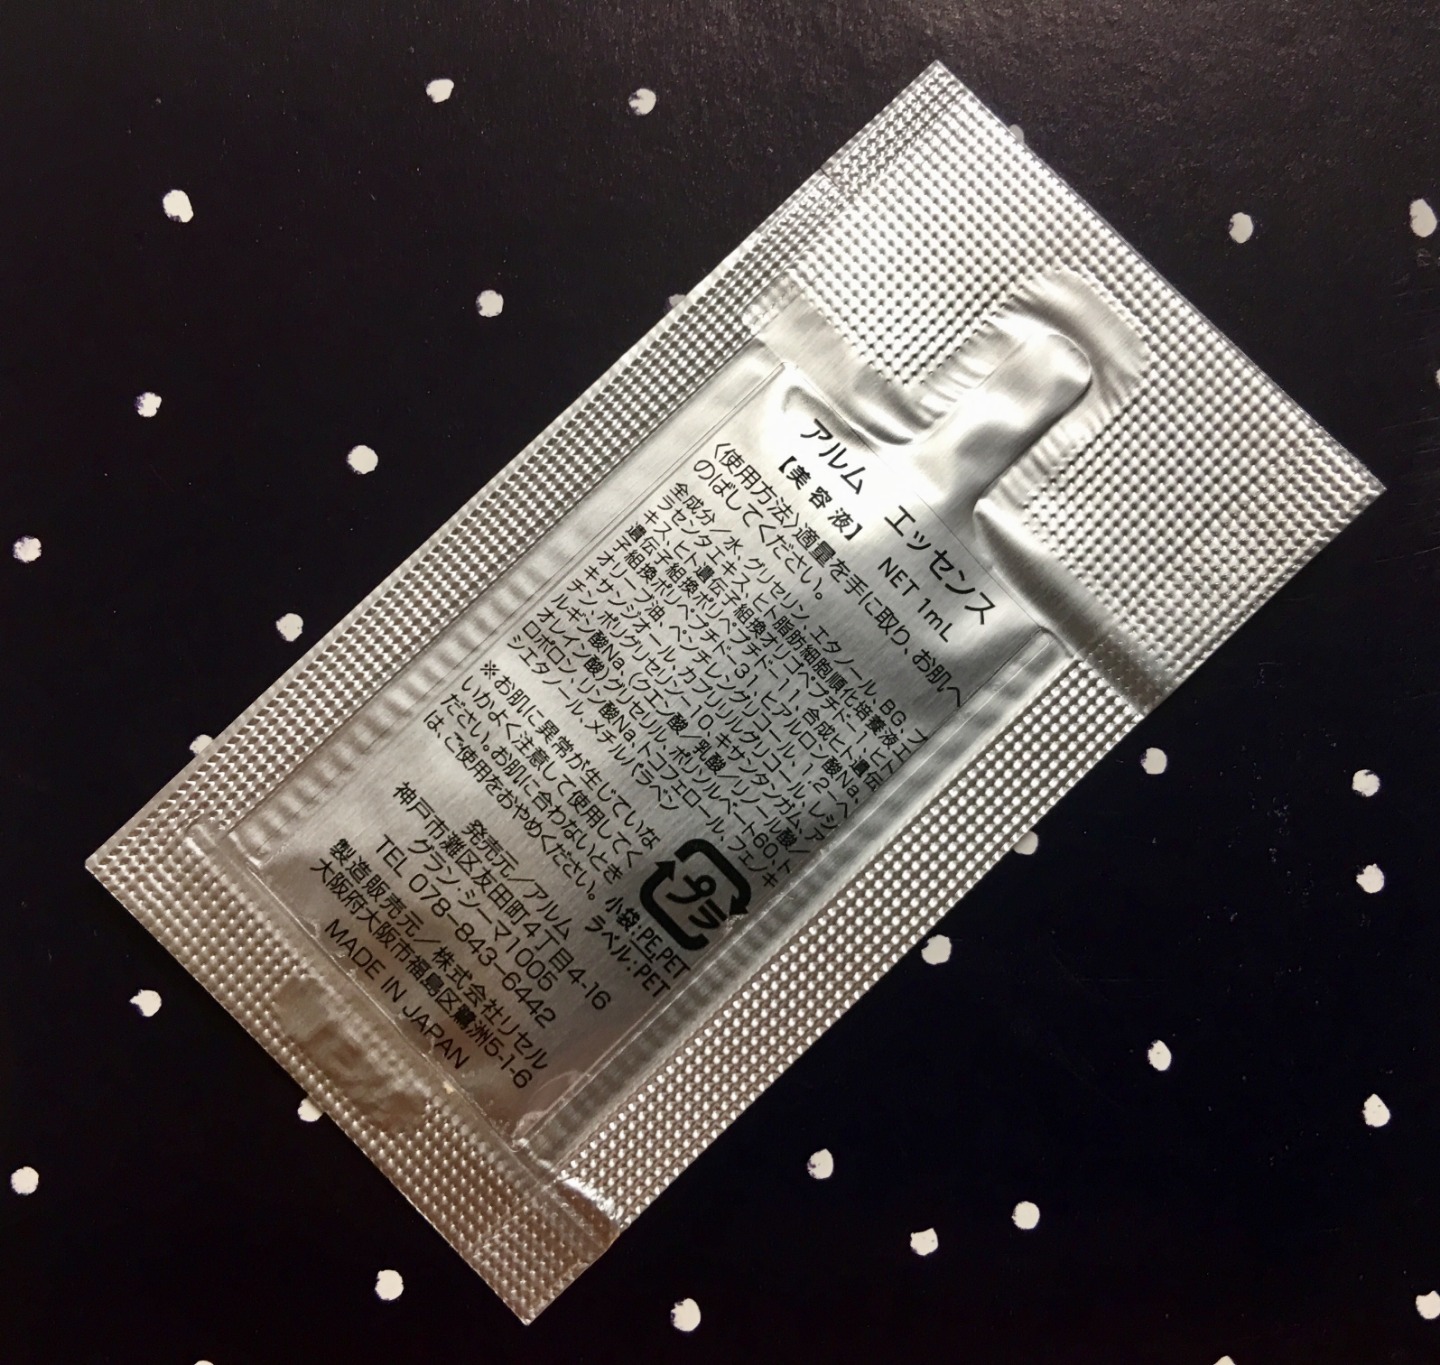 アルム エッセンス
【美容液】 NET 1mL
〈使用方法〉適量を手に取り、お肌へ
のばしてください。
全成分／水、グリセリン、エタノール、BG、プ
ラセンタエキス、ヒト脂肪細胞順化培養液エ
キス、ヒト遺伝子組換オリゴペプチド-1、ヒト
遺伝子組換ポリペプチド-11、合成ヒト遺伝
子組換ポリペプチド-31、ヒアルロン酸Na、
オリーブ油、ペンチレングリコール、1,2-ヘ
キサンジオール、カプリリルグリコール、レシ
チン、ポリグリセリン-10、キサンタンガム、ア
ルギン酸Na、(クエン酸／乳酸／リノール酸／
オレイン酸)グリセリル、ポリソルベート60、ト
ロポロン、リン酸Na、トコフェロール、フェノキ
シエタノール、メチルパラベン
※お肌に異常が生じていな
いかよく注意して使用してく
ださい。お肌に合わないとき
は、ご使用をおやめください。
プラ
小袋:PE,PET
ラベル:PET
発売元／アルム
神戸市灘区友田町4丁目4-16
グラン・シーマ1005
TEL 078-843-6442
製造販売元／株式会社リセル
大阪府大阪市福島区鷺洲5-1-6
MADE IN JAPAN